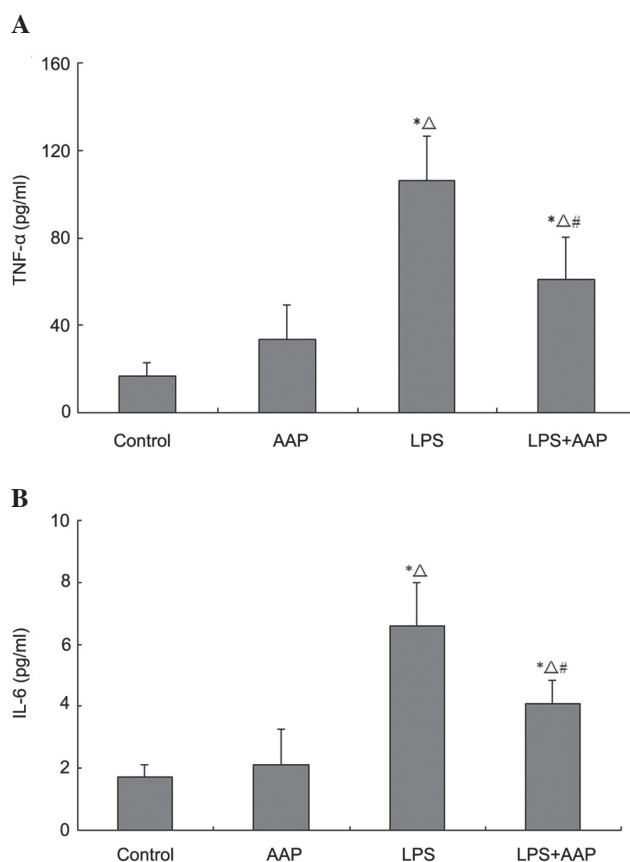 A
TNF-α (pg/ml)
160
120
80
40
0
*△
*△#
Control AAP LPS LPS+AAP
B
IL-6 (pg/ml)
10
8
6
4
2
0
*△
*△#
Control AAP LPS LPS+AAP